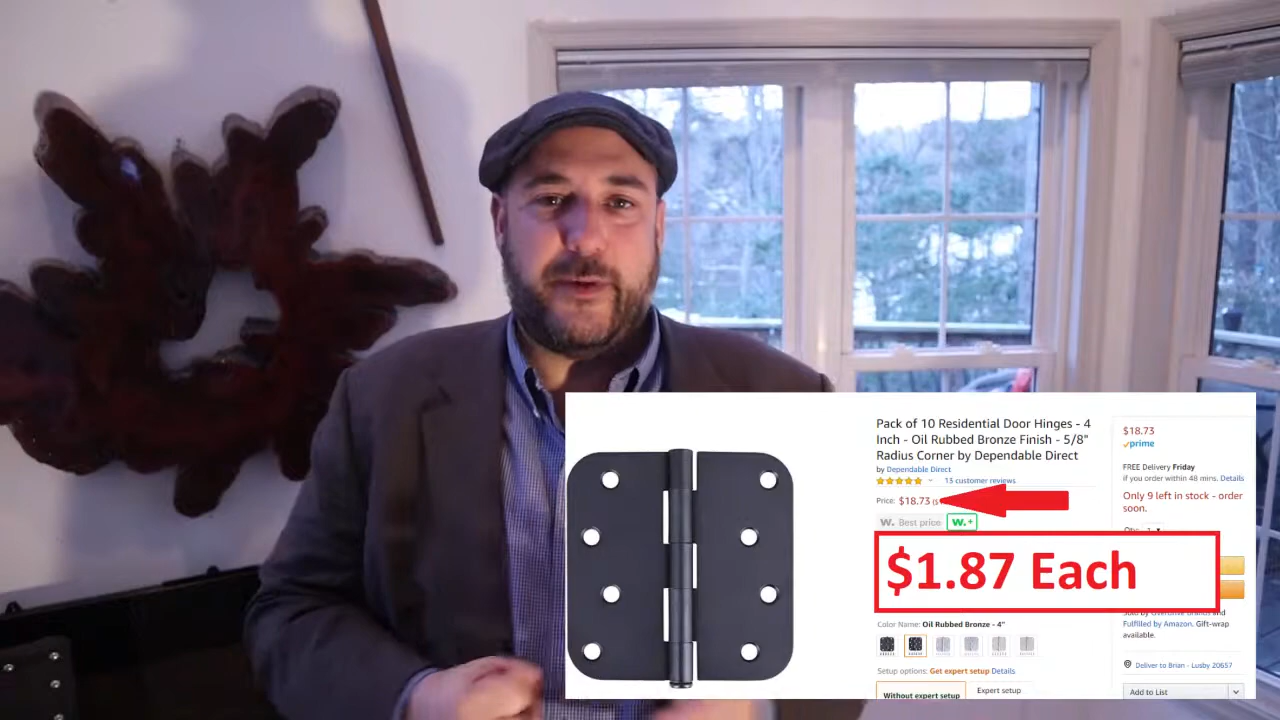 Pack of 10 Residential Door Hinges - 4
Inch - Oil Rubbed Bronze Finish - 5/8"
Radius Corner by Dependable Direct
by Dependable Direct
13 customer reviews
Price: $18.73
W. Best price W.+
$1.87 Each
Color Name: Oil Rubbed Bronze - 4"
Setup options: Get expert setup Details
Without expert setup
Expert setup
$18.73
prime
FREE Delivery Friday
if you order within 48 mins. Details
Only 9 left in stock - order
soon.
Fulfilled by Amazon. Gift-wrap
available.
Deliver to Brian - Lusby 20657
Add to List